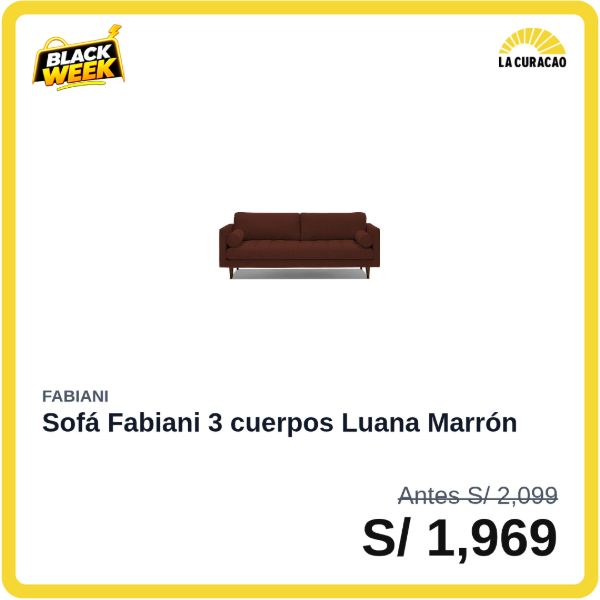 BLACK
WEEK
LA CURACAO
FABIANI
Sofá Fabiani 3 cuerpos Luana Marrón
Antes S/ 2,099
S/ 1,969